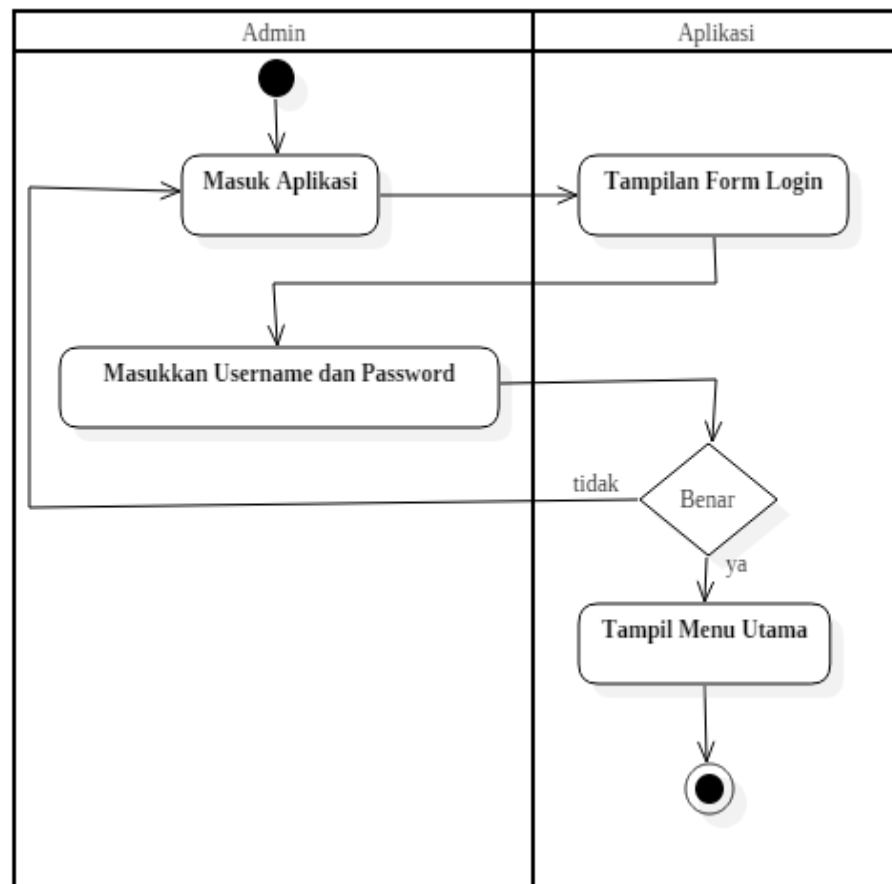 Admin
Aplikasi
Masuk Aplikasi
Tampilan Form Login
Masukkan Username dan Password
tidak
Benar
ya
Tampil Menu Utama